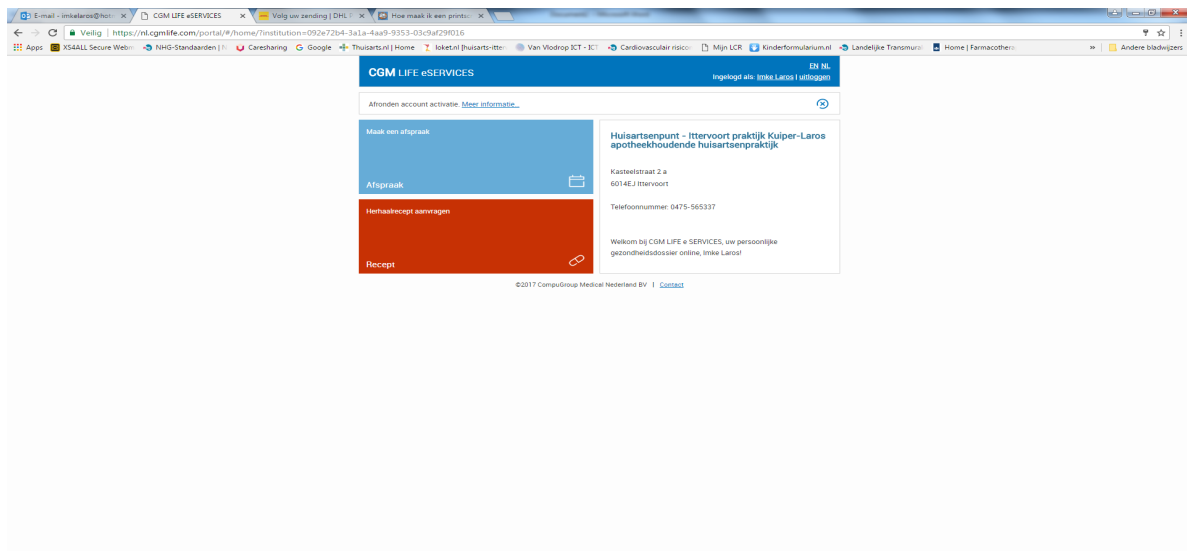 E-mail - imkelaros@hot
CGM LIFE eSERVICES
Volg uw zending | DHL P
Hoe maak ik een printsc
Veilig | https://nl.cgmlife.com/portal/#/home/?institution=092e72b4-3a1a-4aa9-9353-03c9af29f016
Apps XS4ALL Secure Webm NHG-Standaarden | N Caresharing Google Thuisarts.nl | Home loket.nl |huisarts-itter Van Vlodrop ICT - ICT Cardiovasculair risico Mijn LCR Kinderformularium.nl Landelijke Transmura Home | Farmacothera » Andere bladwijzers
CGM LIFE eSERVICES
EN NL
Ingelogd als: Imke Laros | uitloggen
Afronden account activatie. Meer informatie...
Maak een afspraak
Afspraak
Herhaalrecept aanvragen
Recept
Huisartsenpunt - Ittervoort praktijk Kuiper-Laros
apotheekhoudende huisartsenpraktijk
Kasteelstraat 2 a
6014EJ Ittervoort
Telefoonnummer: 0475-565337
Welkom bij CGM LIFE e SERVICES, uw persoonlijke
gezondheidsdossier online, Imke Laros!
©2017 CompuGroup Medical Nederland BV | Contact